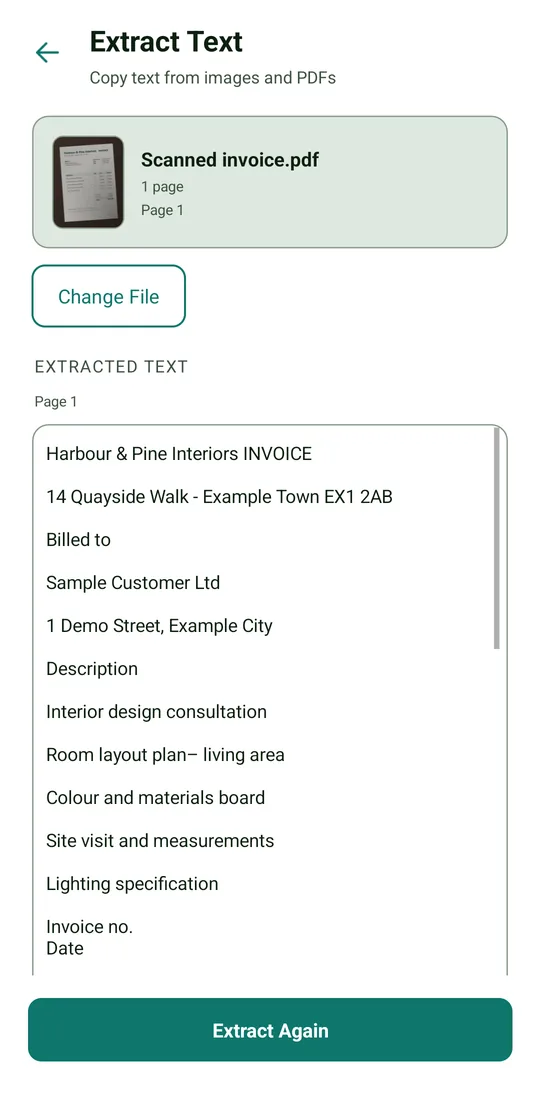 Extract Text
Copy text from images and PDFs
Scanned invoice.pdf
1 page
Page 1
Change File
EXTRACTED TEXT
Page 1
Harbour & Pine Interiors INVOICE
14 Quayside Walk - Example Town EX1 2AB
Billed to
Sample Customer Ltd
1 Demo Street, Example City
Description
Interior design consultation
Room layout plan– living area
Colour and materials board
Site visit and measurements
Lighting specification
Invoice no.
Date
Extract Again